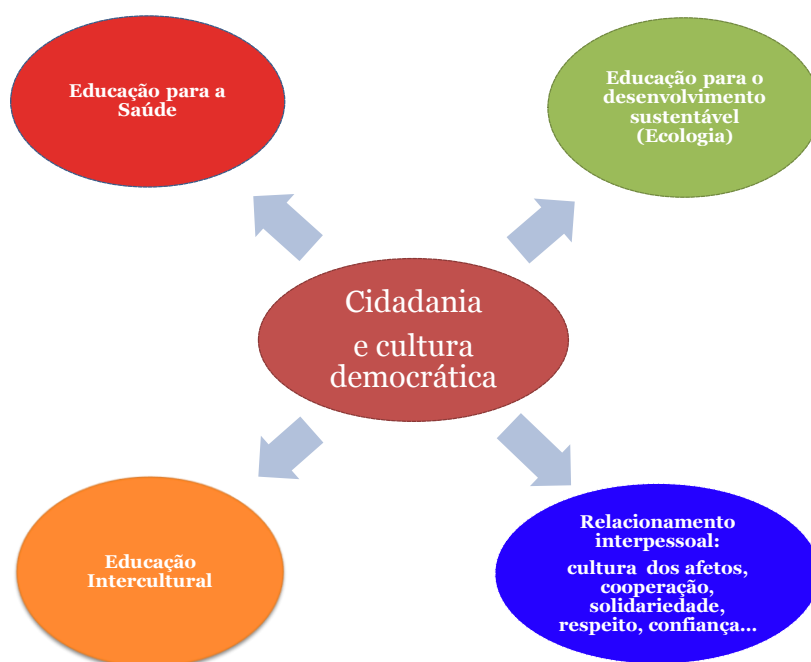 Educação para a
Saúde
Educação para o
desenvolvimento
sustentável
(Ecologia)
Cidadania
e cultura
democrática
Educação
Intercultural
Relacionamento
interpessoal:
cultura dos afetos,
cooperação,
solidariedade,
respeito, confiança...